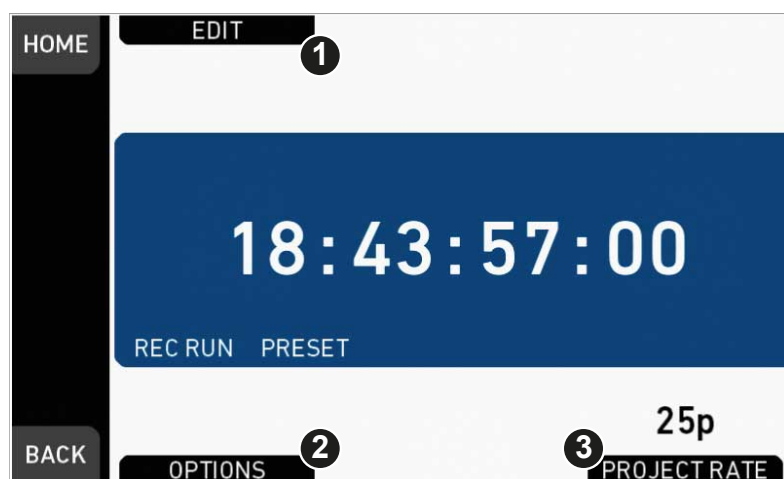 HOME
EDIT
1
18:43:57:00
REC RUN PRESET
25p
BACK
OPTIONS
2
3
PROJECT RATE